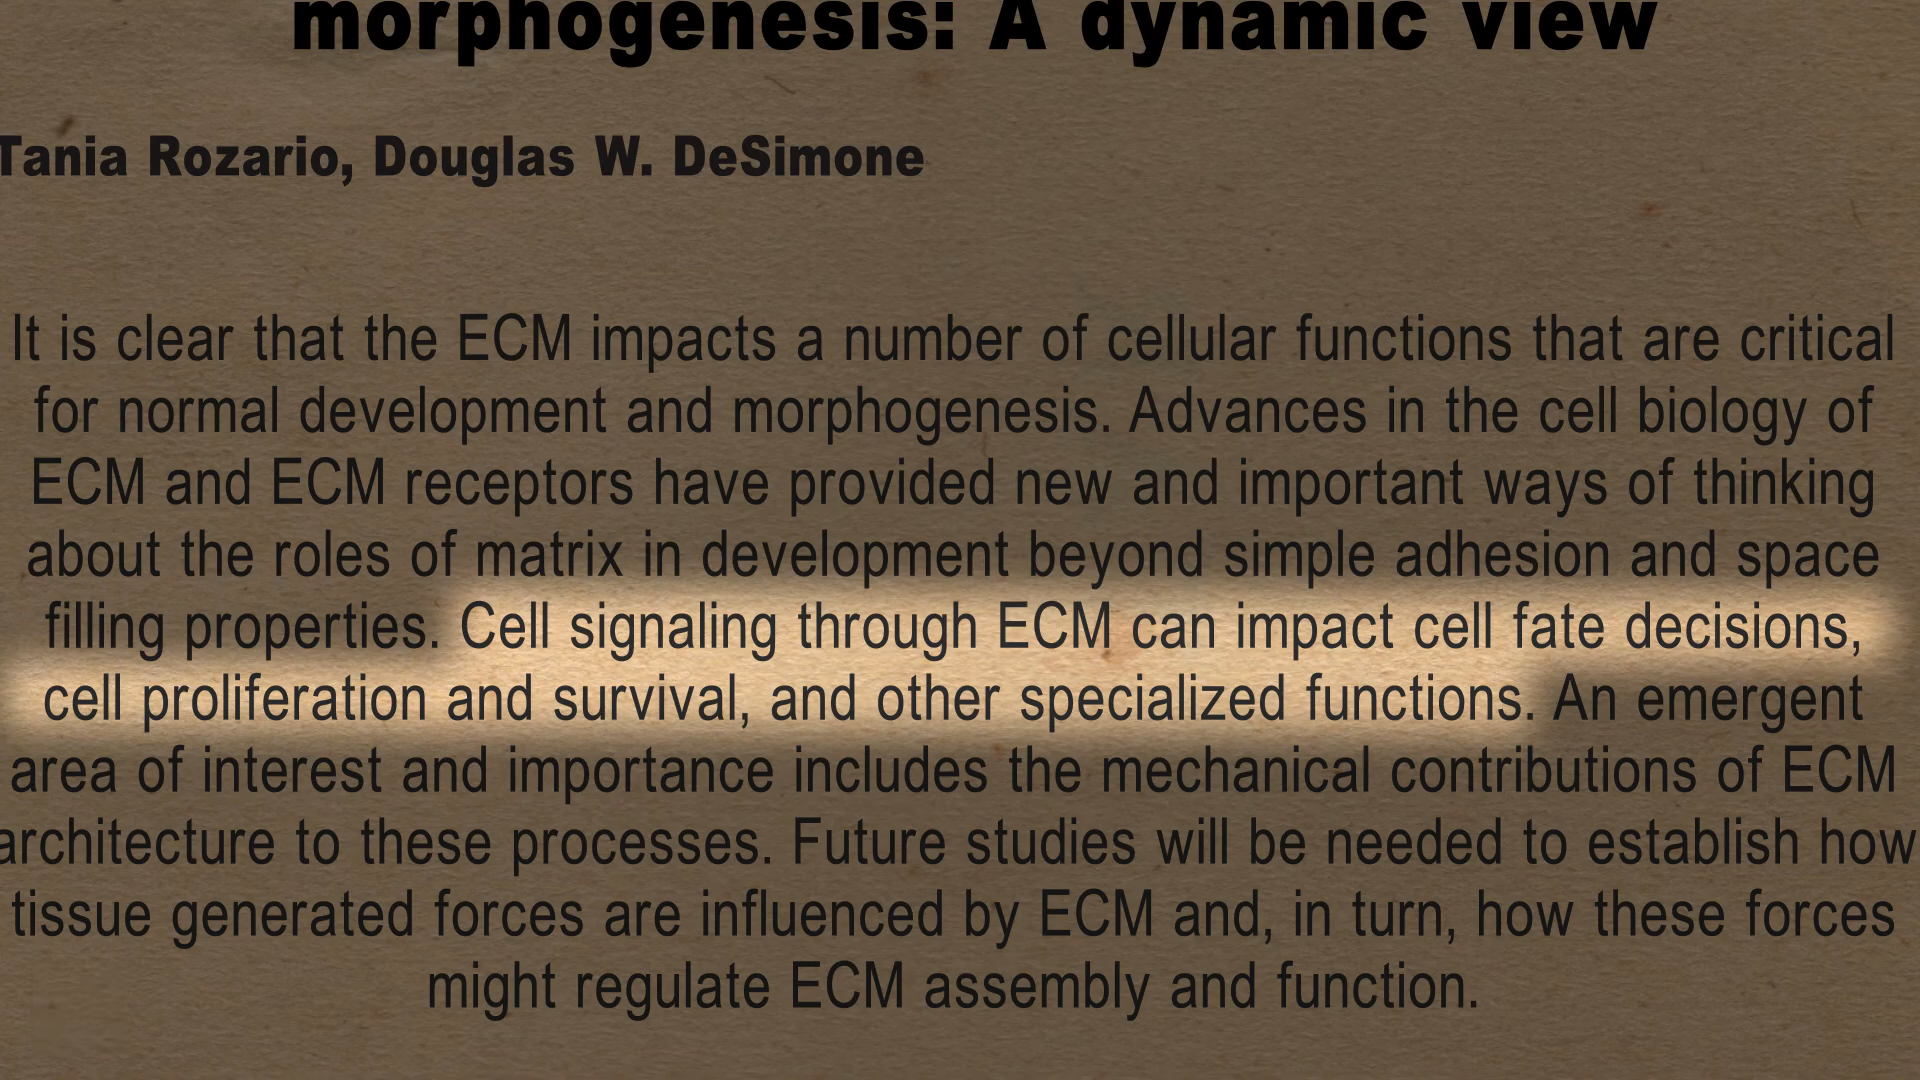 morphogenesis: A dynamic view
Tania Rozario, Douglas W. DeSimone
It is clear that the ECM impacts a number of cellular functions that are critical
for normal development and morphogenesis. Advances in the cell biology of
ECM and ECM receptors have provided new and important ways of thinking
about the roles of matrix in development beyond simple adhesion and space
filling properties. Cell signaling through ECM can impact cell fate decisions,
cell proliferation and survival, and other specialized functions. An emergent
area of interest and importance includes the mechanical contributions of ECM
architecture to these processes. Future studies will be needed to establish how
tissue generated forces are influenced by ECM and, in turn, how these forces
might regulate ECM assembly and function.